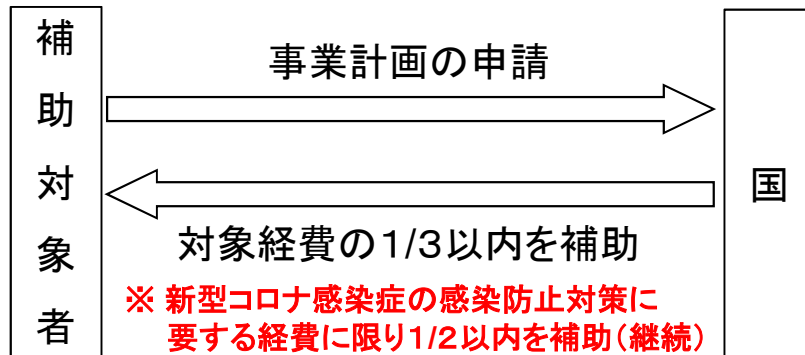 補助対象者
事業計画の申請
国
対象経費の1/3以内を補助
※ 新型コロナ感染症の感染防止対策に
要する経費に限り1/2以内を補助(継続)